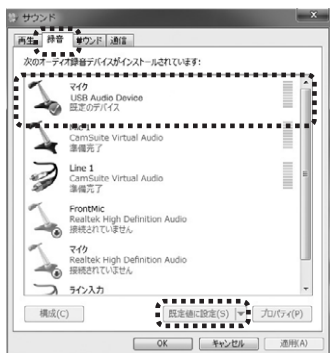 サウンド
再生 録音 サウンド 通信
次のオーディオ録音デバイスがインストールされています:
マイク
USB Audio Device
既定のデバイス
CamSuite Virtual Audio
準備完了
Line 1
CamSuite Virtual Audio
準備完了
FrontMic
Realtek High Definition Audio
接続されていません
マイク
Realtek High Definition Audio
接続されていません
ライン入力
構成(C) 既定値に設定(S) プロパティ(P)
OK キャンセル 適用(A)